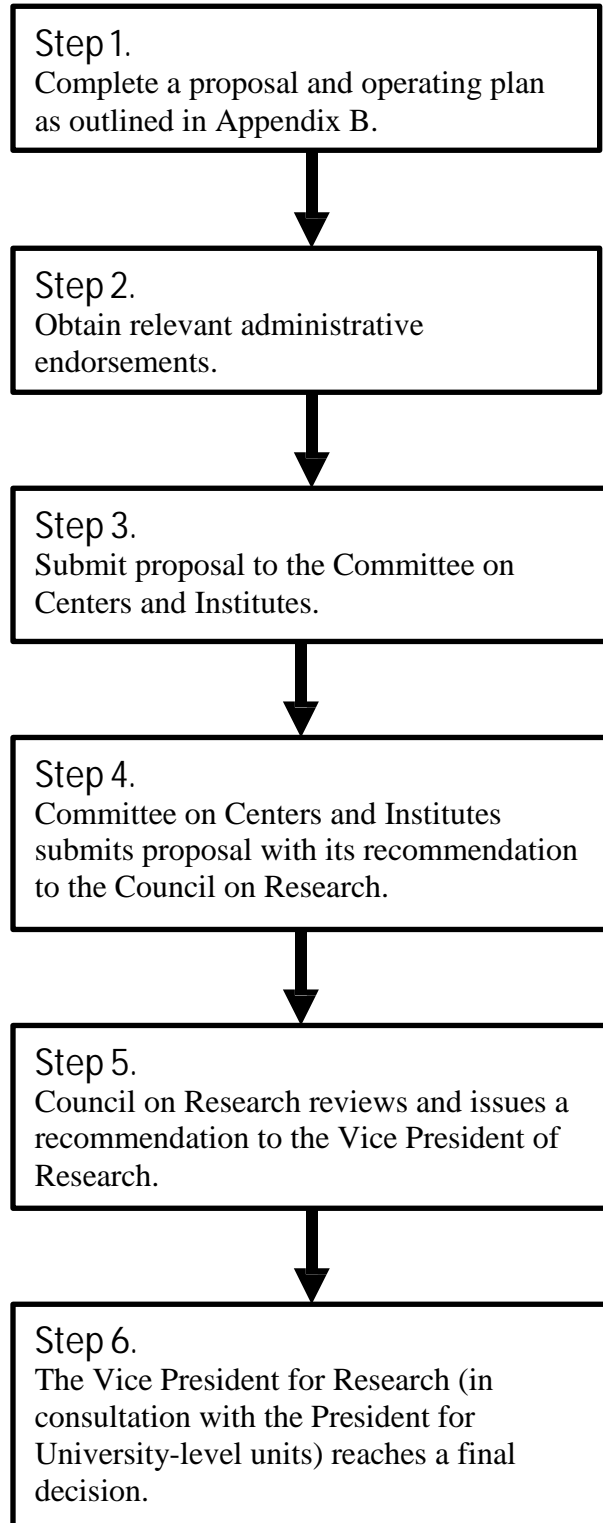 Step 1.
Complete a proposal and operating plan
as outlined in Appendix B.
Step 2.
Obtain relevant administrative
endorsements.
Step 3.
Submit proposal to the Committee on
Centers and Institutes.
Step 4.
Committee on Centers and Institutes
submits proposal with its recommendation
to the Council on Research.
Step 5.
Council on Research reviews and issues a
recommendation to the Vice President of
Research.
Step 6.
The Vice President for Research (in
consultation with the President for
University-level units) reaches a final
decision.